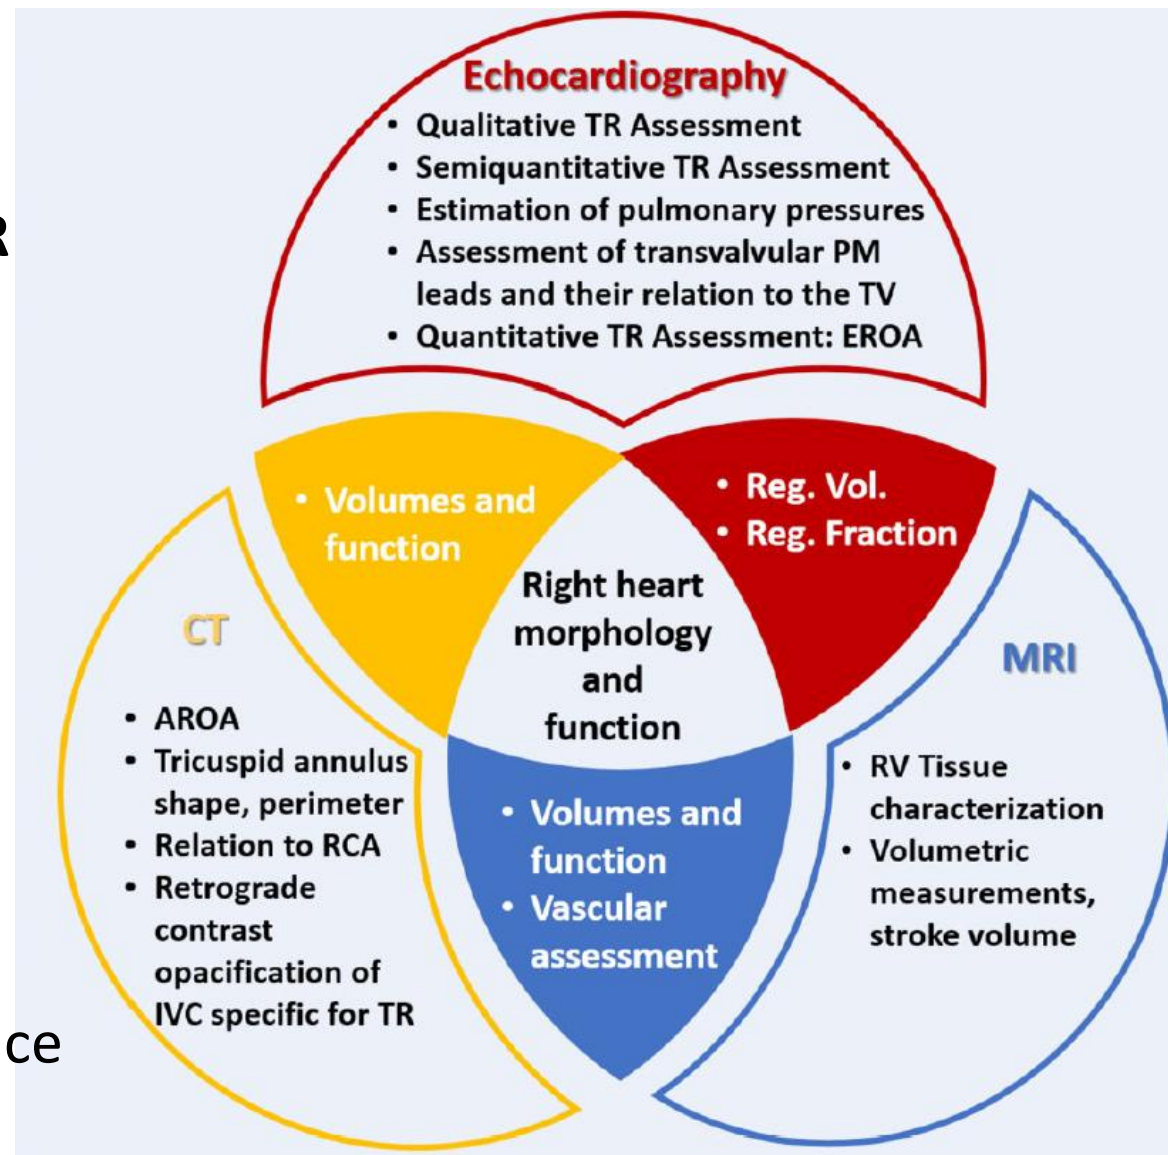 Echocardiography
• Qualitative TR Assessment
• Semiquantitative TR Assessment
• Estimation of pulmonary pressures
• Assessment of transvalvular PM
leads and their relation to the TV
• Quantitative TR Assessment: EROA
R
• Volumes and
function
• Reg. Vol.
• Reg. Fraction
Right heart
morphology
and
function
CT
• AROA
• Tricuspid annulus
shape, perimeter
• Relation to RCA
• Retrograde
contrast
opacification of
IVC specific for TR
ce
• Volumes and
function
• Vascular
assessment
MRI
• RV Tissue
characterization
• Volumetric
measurements,
stroke volume